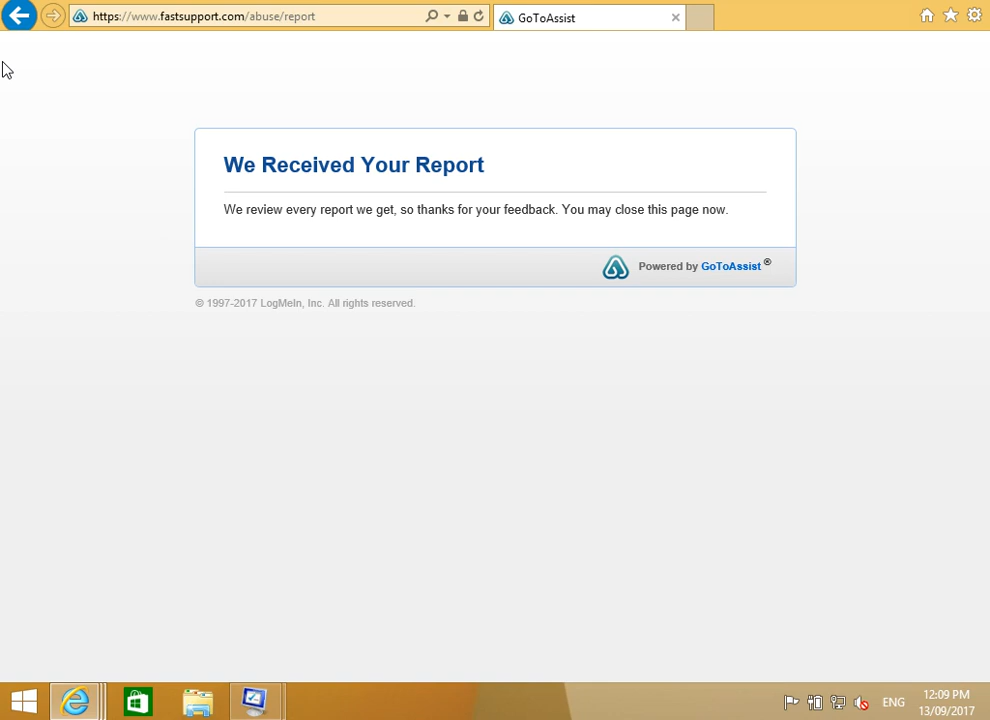 https://www.fastsupport.com/abuse/report
GoToAssist
We Received Your Report
We review every report we get, so thanks for your feedback. You may close this page now.
Powered by GoToAssist ®
© 1997-2017 LogMeIn, Inc. All rights reserved.
ENG
12:09 PM
13/09/2017